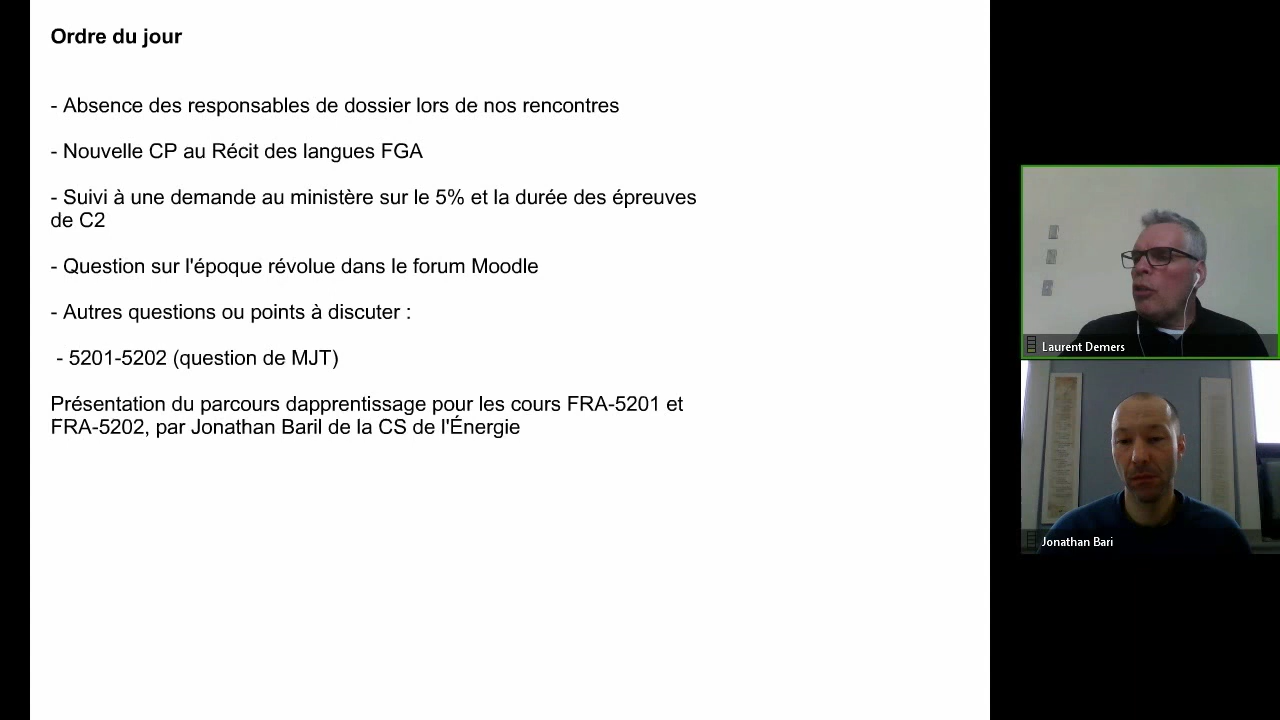 Ordre du jour
- Absence des responsables de dossier lors de nos rencontres
- Nouvelle CP au Récit des langues FGA
- Suivi à une demande au ministère sur le 5% et la durée des épreuves
de C2
- Question sur l'époque révolue dans le forum Moodle
- Autres questions ou points à discuter :
- 5201-5202 (question de MJT)
Présentation du parcours dapprentissage pour les cours FRA-5201 et
FRA-5202, par Jonathan Baril de la CS de l'Énergie
Laurent Demers
Jonathan Bari